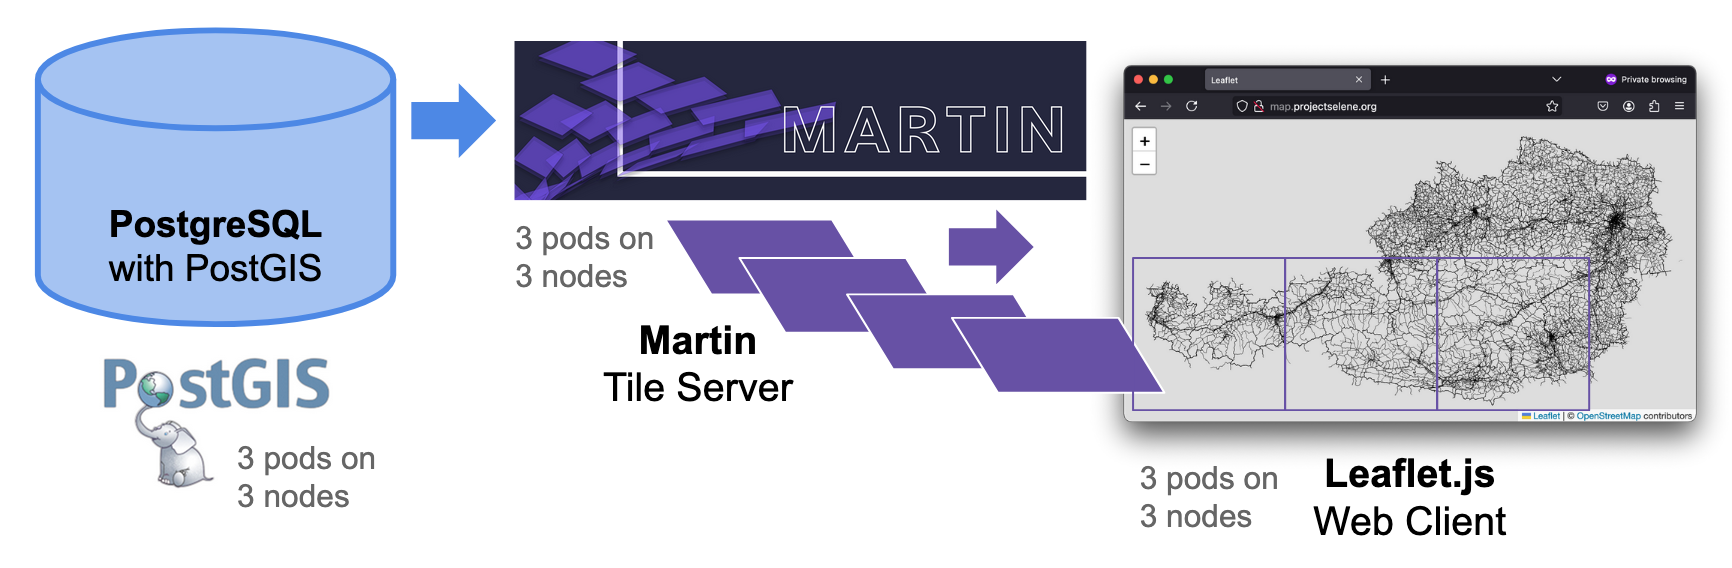 PostgreSQL
with PostGIS
PostGIS
3 pods on
3 nodes
MARTIN
3 pods on
3 nodes
Martin
Tile Server
Leaflet
Private browsing
map.projectselene.org
+
−
Leaflet | © OpenStreetMap contributors
3 pods on
3 nodes
Leaflet.js
Web Client